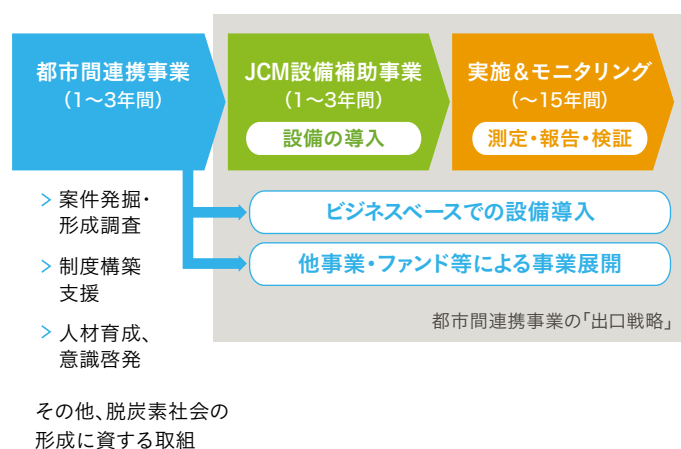 都市間連携事業
（1〜3年間）
JCM設備補助事業
（1〜3年間）
設備の導入
実施＆モニタリング
（〜15年間）
測定・報告・検証
> 案件発掘・
形成調査
> 制度構築
支援
> 人材育成、
意識啓発
その他、脱炭素社会の
形成に資する取組
ビジネスベースでの設備導入
他事業・ファンド等による事業展開
都市間連携事業の「出口戦略」